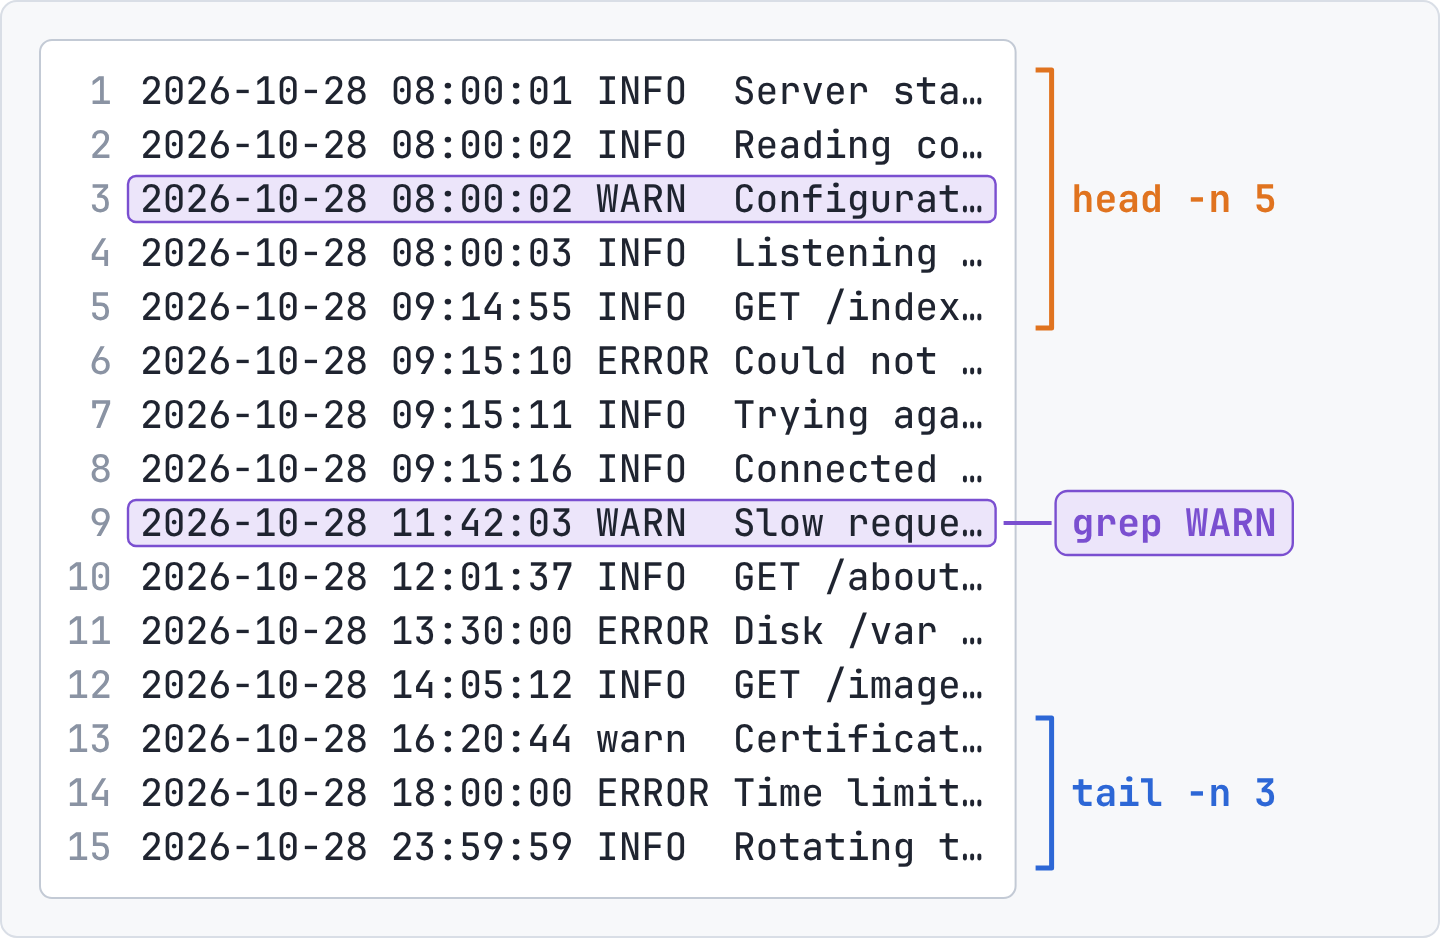 1 2026-10-28 08:00:01 INFO  Server sta…
2 2026-10-28 08:00:02 INFO  Reading co…
3 2026-10-28 08:00:02 WARN  Configurat…
head -n 5
4 2026-10-28 08:00:03 INFO  Listening …
5 2026-10-28 09:14:55 INFO  GET /index…
6 2026-10-28 09:15:10 ERROR Could not …
7 2026-10-28 09:15:11 INFO  Trying aga…
8 2026-10-28 09:15:16 INFO  Connected …
9 2026-10-28 11:42:03 WARN  Slow reque…
grep WARN
10 2026-10-28 12:01:37 INFO  GET /about…
11 2026-10-28 13:30:00 ERROR Disk /var …
12 2026-10-28 14:05:12 INFO  GET /image…
13 2026-10-28 16:20:44 warn  Certificat…
14 2026-10-28 18:00:00 ERROR Time limit…
tail -n 3
15 2026-10-28 23:59:59 INFO  Rotating t…